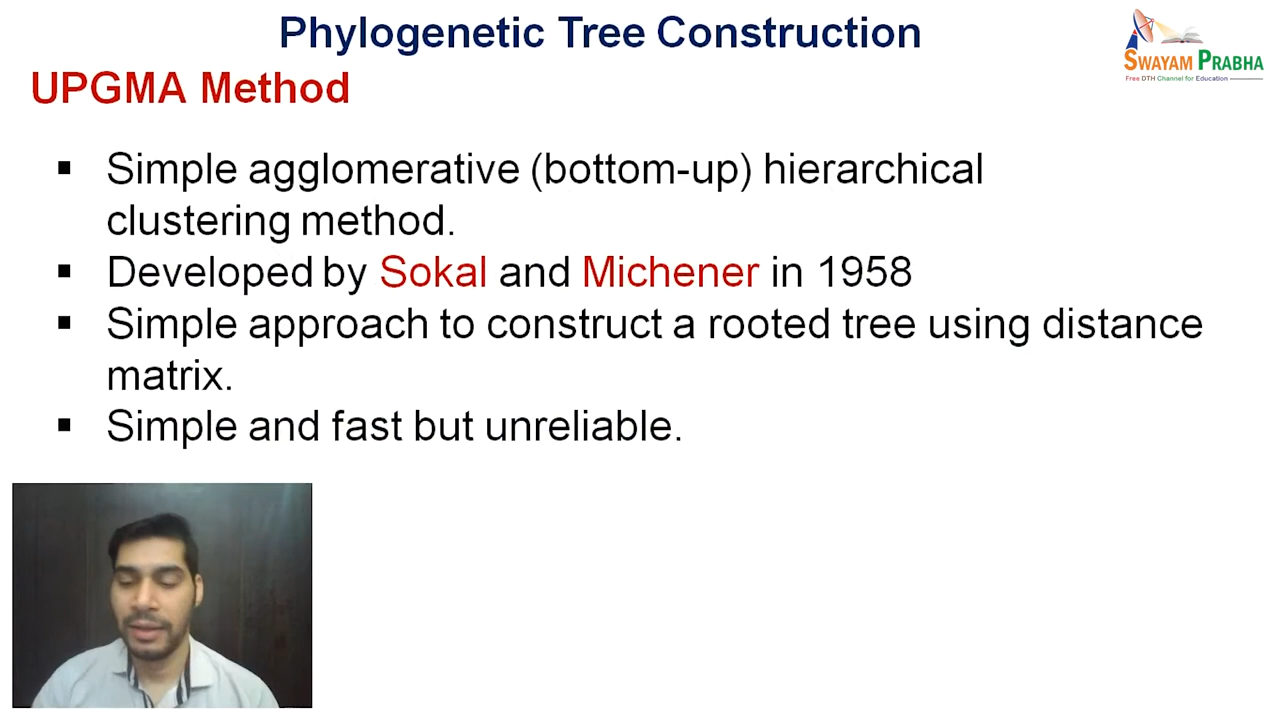 Phylogenetic Tree Construction
SWAYAM PRABHA
Free DTH Channel for Education
UPGMA Method
▪ Simple agglomerative (bottom-up) hierarchical
clustering method.
▪ Developed by Sokal and Michener in 1958
▪ Simple approach to construct a rooted tree using distance
matrix.
▪ Simple and fast but unreliable.